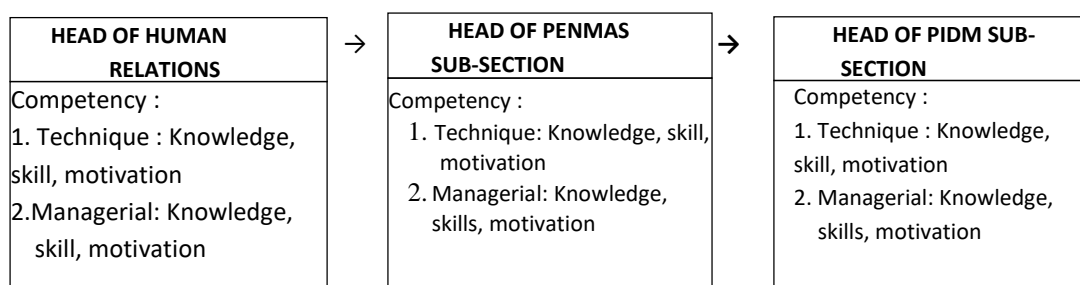 HEAD OF HUMAN
RELATIONS
Competency :
1. Technique : Knowledge,
skill, motivation
2.Managerial: Knowledge,
skill, motivation
→
HEAD OF PENMAS
SUB-SECTION
Competency :
1. Technique: Knowledge, skill,
motivation
2. Managerial: Knowledge,
skills, motivation
→
HEAD OF PIDM SUB-
SECTION
Competency :
1. Technique : Knowledge,
skill, motivation
2. Managerial: Knowledge,
skills, motivation